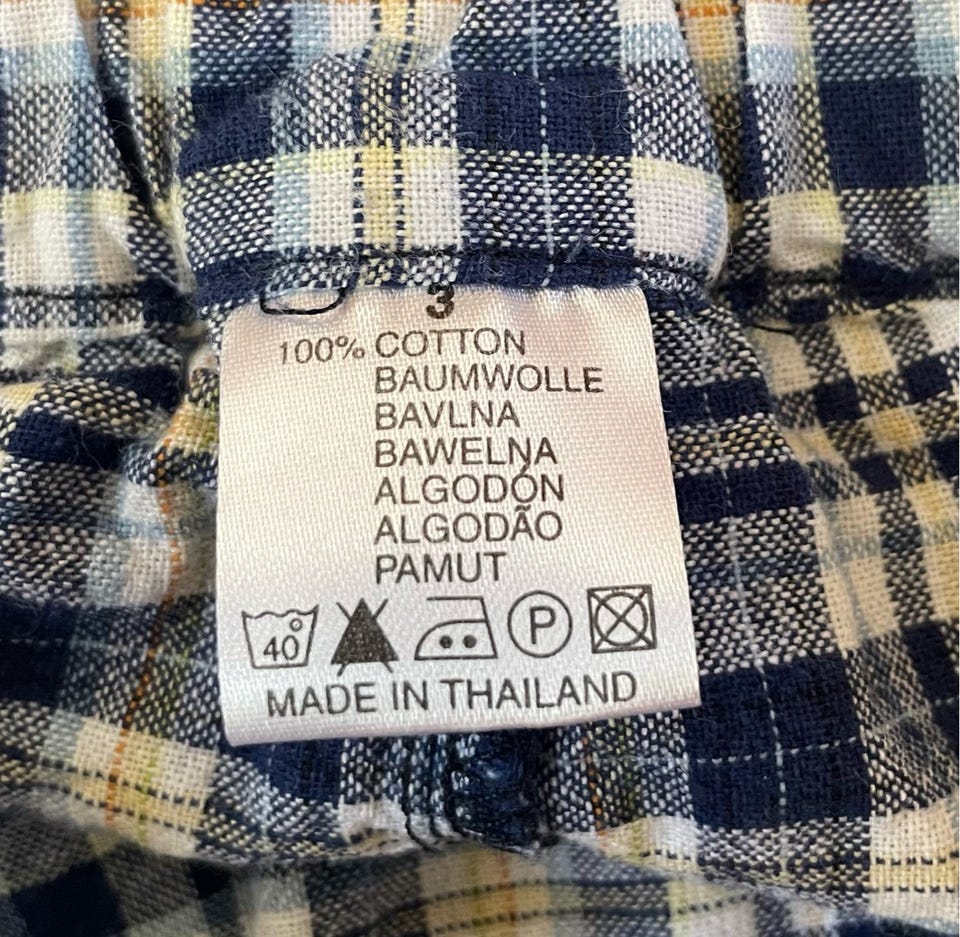 3
100% COTTON
BAUMWOLLE
BAVLNA
BAWELNA
ALGODÓN
ALGODÃO
PAMUT
40 P
MADE IN THAILAND